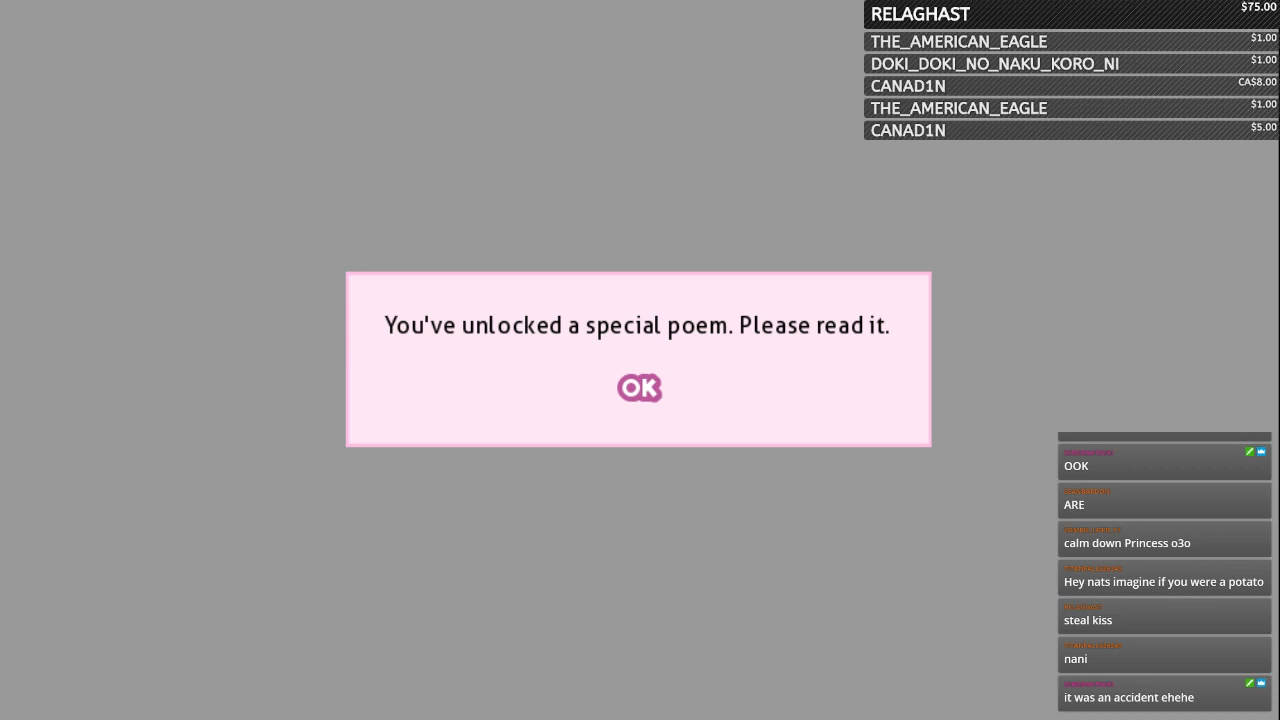 RELAGHAST $75.00
THE_AMERICAN_EAGLE $1.00
DOKI_DOKI_NO_NAKU_KORO_NI $1.00
CANAD1N CA$8.00
THE_AMERICAN_EAGLE $1.00
CANAD1N $5.00
You've unlocked a special poem. Please read it.
OK
OOK
ARE
calm down Princess o3o
Hey nats imagine if you were a potato
RELAGHAST
steal kiss
nani
it was an accident ehehe